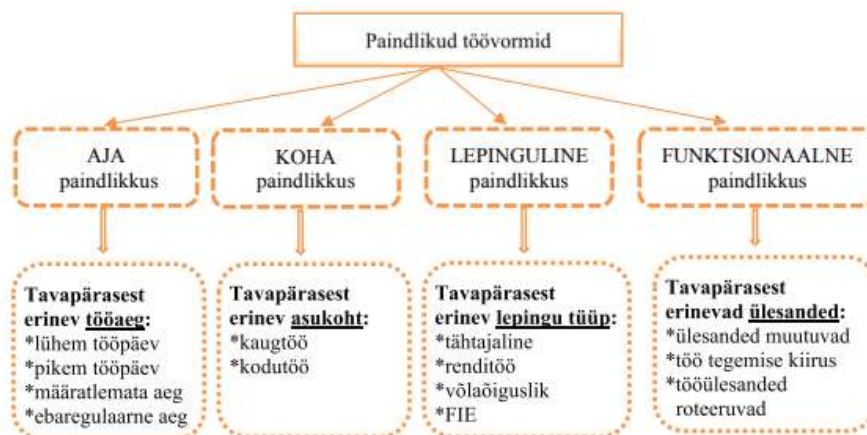 Paindlikud töövormid
AJA
paindlikkus
KOHA
paindlikkus
LEPINGULINE
paindlikkus
FUNKTSIONAALNE
paindlikkus
Tavapärasest
erinev tööaeg:
*lühem tööpäev
*pikem tööpäev
*määratlemata aeg
*ebaregulaarne aeg
Tavapärasest
erinev asukoht:
*kaugtöö
*kodutöö
Tavapärasest
erinev lepingu tüüp:
*tähtajaline
*renditöö
*võlaõiguslik
*FIE
Tavapärasest
erinevad ülesanded:
*ülesanded muutuvad
*töö tegemise kiirus
*tööülesanded
roteeruvad